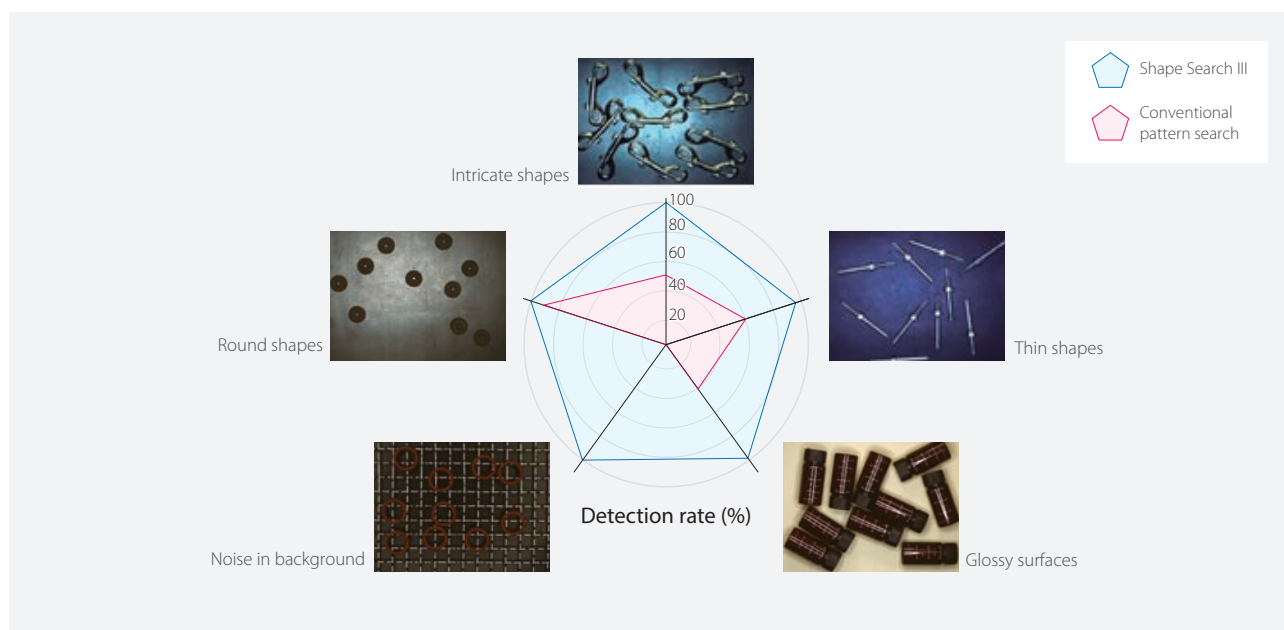 Shape Search III
Conventional
pattern search
Intricate shapes
100
80
60
40
20
Round shapes
Thin shapes
Noise in background
Detection rate (%)
Glossy surfaces